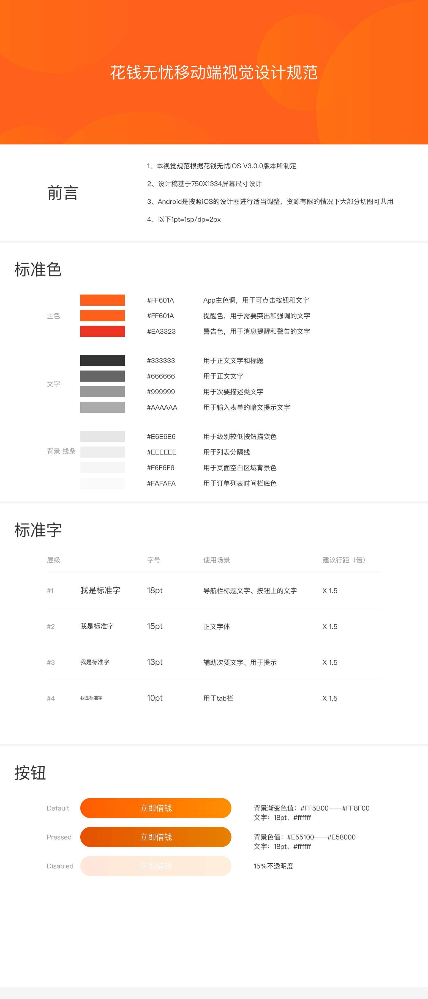 花钱无忧移动端视觉设计规范
前言
1、本视觉规范根据花钱无忧iOS V3.0.0版本所制定
2、设计稿基于750X1334屏幕尺寸设计
3、Android是按照iOS的设计图进行适当调整，资源有限的情况下大部分切图可共用
4、以下1pt=1sp/dp=2px
标准色
主色
#FF601A App主色调，用于可点击按钮和文字
#FF601A 提醒色，用于需要突出和强调的文字
#EA3323 警告色，用于消息提醒和警告的文字
文字
#333333 用于正文文字和标题
#666666 用于正文文字
#999999 用于次要描述类文字
#AAAAAA 用于输入表单的暗文提示文字
背景 线条
#E6E6E6 用于级别较低按钮描变色
#EEEEEE 用于列表分隔线
#F6F6F6 用于页面空白区域背景色
#FAFAFA 用于订单列表时间栏底色
标准字
层级 字号 使用场景 建议行距（倍）
#1 我是标准字 18pt 导航栏标题文字、按钮上的文字 X 1.5
#2 我是标准字 15pt 正文字体 X 1.5
#3 我是标准字 13pt 辅助次要文字、用于提示 X 1.5
#4 我是标准字 10pt 用于tab栏 X 1.5
按钮
Default 立即借钱 背景渐变色值：#FF5B00——#FF8F00
文字：18pt、#ffffff
Pressed 立即借钱 背景色值：#E55100——#E58000
文字：18pt、#ffffff
Disabled 立即借钱 15%不透明度